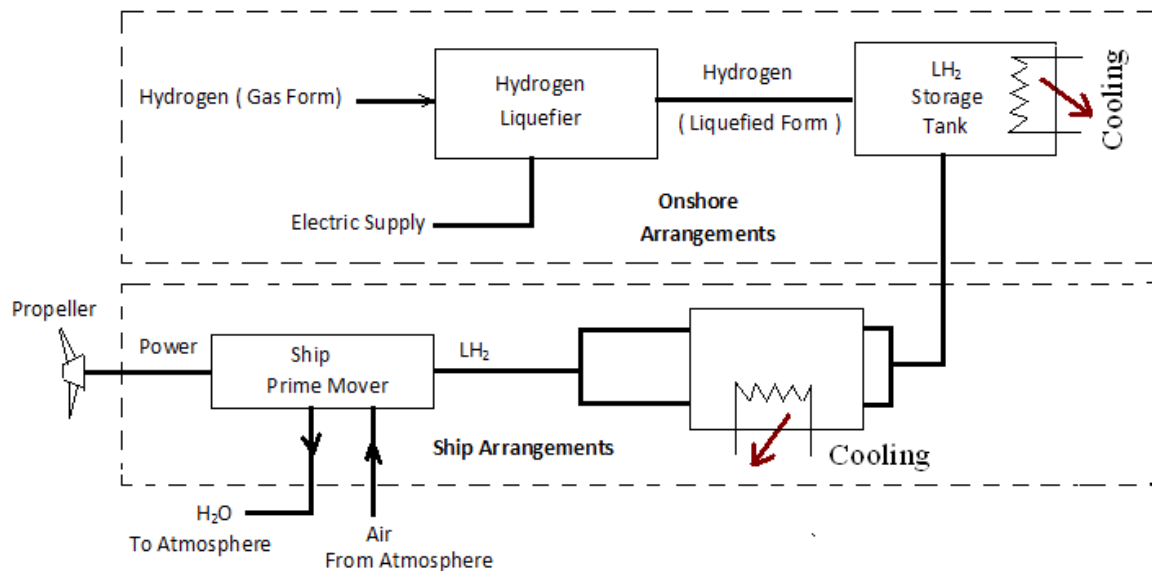 Hydrogen ( Gas Form)
Hydrogen
Liquefier
Hydrogen
( Liquefied Form )
LH₂
Storage
Tank
Cooling
Electric Supply
Onshore
Arrangements
Propeller
Power
Ship
Prime Mover
LH₂
Ship Arrangements
Cooling
H₂O
To Atmosphere
Air
From Atmosphere